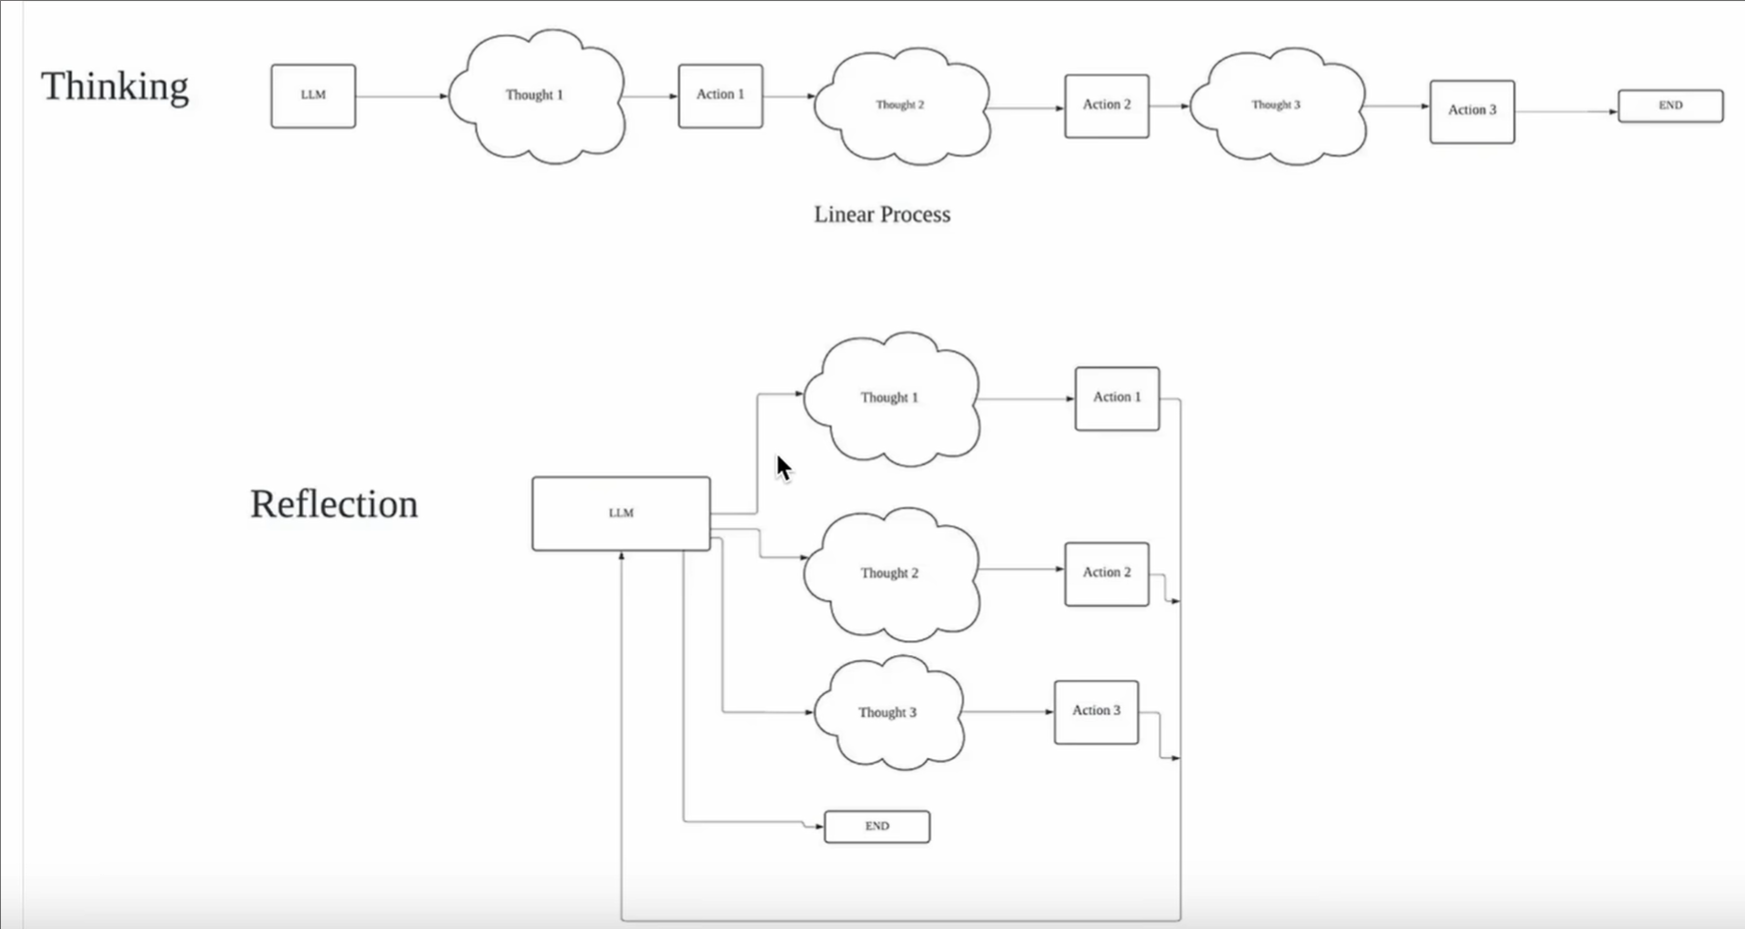 Thinking
LLM
Thought 1
Action 1
Thought 2
Action 2
Thought 3
Action 3
END
Linear Process
Reflection
LLM
Thought 1
Action 1
Thought 2
Action 2
Thought 3
Action 3
END